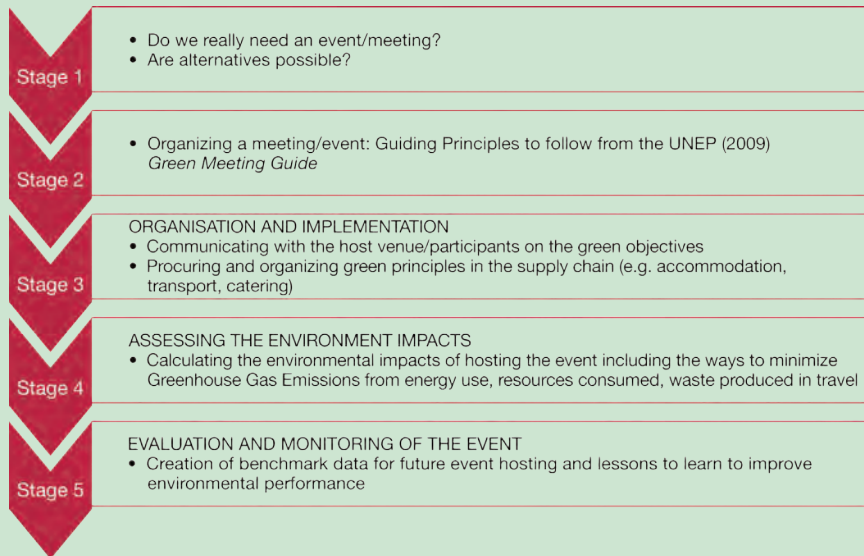 Stage 1
• Do we really need an event/meeting?
• Are alternatives possible?
Stage 2
• Organizing a meeting/event: Guiding Principles to follow from the UNEP (2009)
Green Meeting Guide
Stage 3
ORGANISATION AND IMPLEMENTATION
• Communicating with the host venue/participants on the green objectives
• Procuring and organizing green principles in the supply chain (e.g. accommodation,
transport, catering)
Stage 4
ASSESSING THE ENVIRONMENT IMPACTS
• Calculating the environmental impacts of hosting the event including the ways to minimize
Greenhouse Gas Emissions from energy use, resources consumed, waste produced in travel
Stage 5
EVALUATION AND MONITORING OF THE EVENT
• Creation of benchmark data for future event hosting and lessons to learn to improve
environmental performance